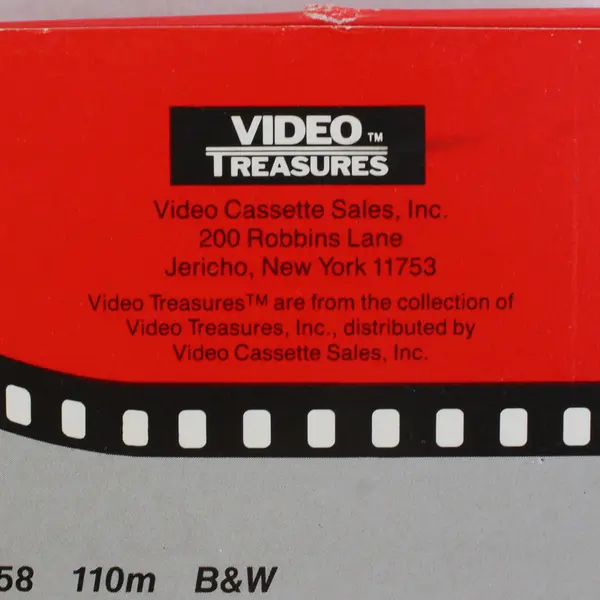 VIDEO TM
TREASURES
Video Cassette Sales, Inc.
200 Robbins Lane
Jericho, New York 11753
Video Treasures™ are from the collection of
Video Treasures, Inc., distributed by
Video Cassette Sales, Inc.
58 110m B&W